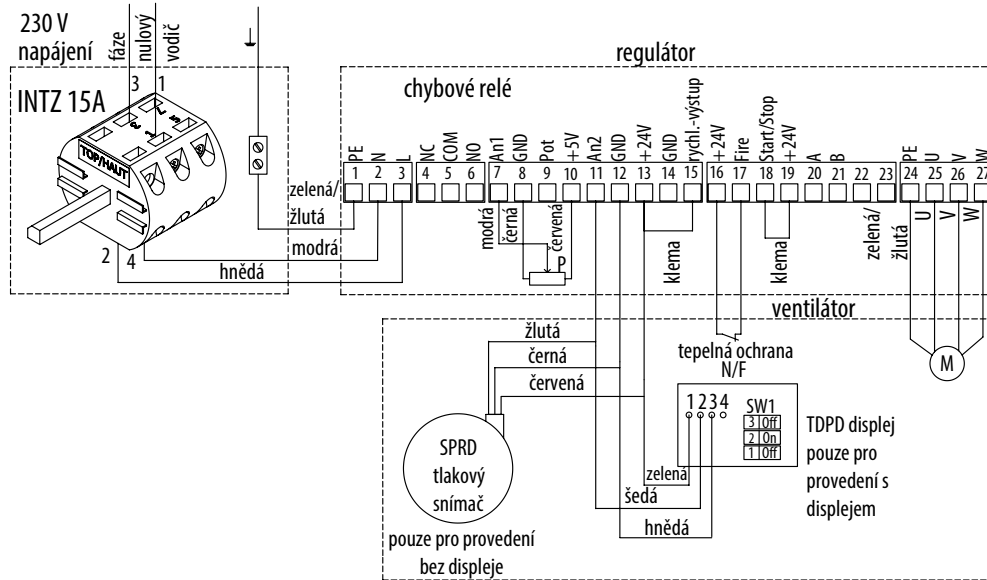 230 V
napájení
fáze
nulový
vodič
3 1
INTZ 15A
TOP/HAUT
2 4
zelená/
žlutá
modrá
hnědá
regulátor
chybové relé
PE N L NC COM NO An1 GND Pot +5V An2 GND +24V GND rychl.-výstup +24V Fire Start/Stop +24V A B PE U V W
1 2 3 4 5 6 7 8 9 10 11 12 13 14 15 16 17 18 19 20 21 22 23 24 25 26 27
modrá
černá
červená
P
klema
klema
zelená/
žlutá
U V W
ventilátor
M
žlutá
černá
červená
tepelná ochrana
N/F
SPRD
tlakový
snímač
pouze pro provedení
bez displeje
1 2 3 4
SW1
3 Off
2 On
1 Off
zelená
šedá
hnědá
TDPD displej
pouze pro
provedení s
displejem